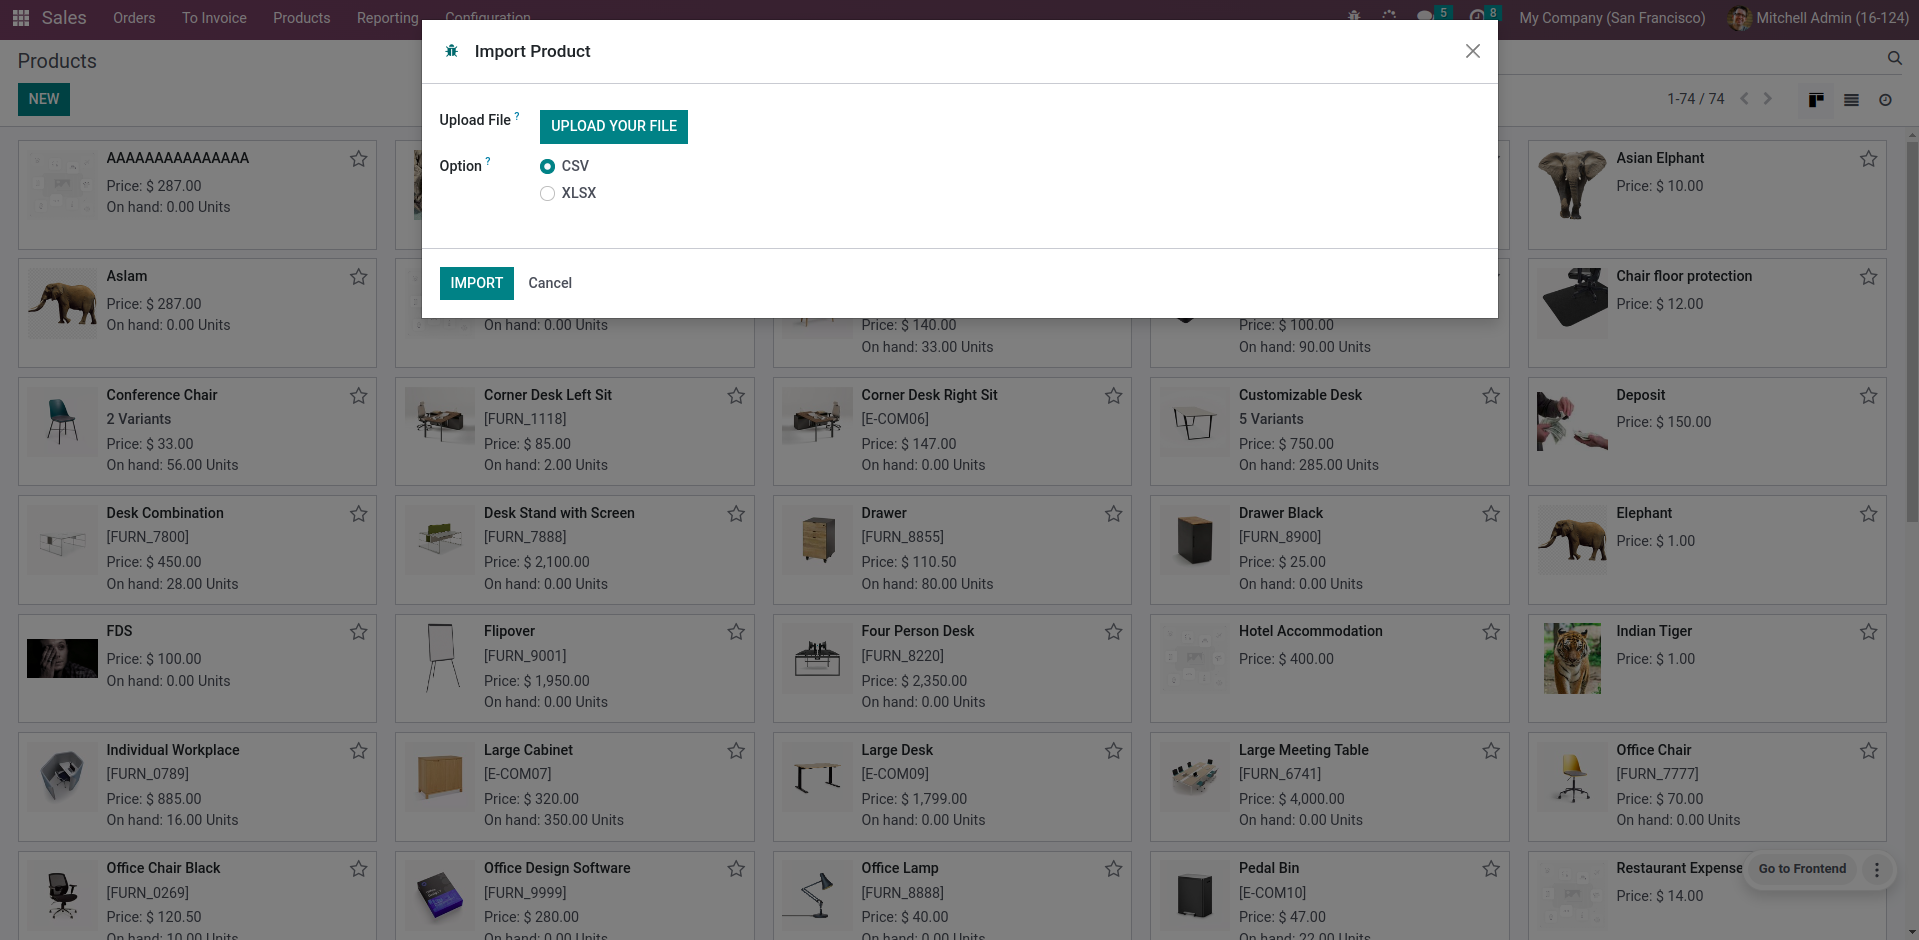 Sales Orders To Invoice Products Reporting Configuration 5 8 My Company (San Francisco) Mitchell Admin (16-124)
Products
NEW
1-74 / 74
Import Product
Upload File ? UPLOAD YOUR FILE
Option ? CSV
XLSX
IMPORT Cancel
AAAAAAAAAAAAAAA
Price: $ 287.00
On hand: 0.00 Units
Asian Elphant
Price: $ 10.00
Aslam
Price: $ 287.00
On hand: 0.00 Units
On hand: 0.00 Units
Price: $ 140.00
On hand: 33.00 Units
Price: $ 100.00
On hand: 90.00 Units
Chair floor protection
Price: $ 12.00
Conference Chair
2 Variants
Price: $ 33.00
On hand: 56.00 Units
Corner Desk Left Sit
[FURN_1118]
Price: $ 85.00
On hand: 2.00 Units
Corner Desk Right Sit
[E-COM06]
Price: $ 147.00
On hand: 0.00 Units
Customizable Desk
5 Variants
Price: $ 750.00
On hand: 285.00 Units
Deposit
Price: $ 150.00
Desk Combination
[FURN_7800]
Price: $ 450.00
On hand: 28.00 Units
Desk Stand with Screen
[FURN_7888]
Price: $ 2,100.00
On hand: 0.00 Units
Drawer
[FURN_8855]
Price: $ 110.50
On hand: 80.00 Units
Drawer Black
[FURN_8900]
Price: $ 25.00
On hand: 0.00 Units
Elephant
Price: $ 1.00
FDS
Price: $ 100.00
On hand: 0.00 Units
Flipover
[FURN_9001]
Price: $ 1,950.00
On hand: 0.00 Units
Four Person Desk
[FURN_8220]
Price: $ 2,350.00
On hand: 0.00 Units
Hotel Accommodation
Price: $ 400.00
Indian Tiger
Price: $ 1.00
Individual Workplace
[FURN_0789]
Price: $ 885.00
On hand: 16.00 Units
Large Cabinet
[E-COM07]
Price: $ 320.00
On hand: 350.00 Units
Large Desk
[E-COM09]
Price: $ 1,799.00
On hand: 0.00 Units
Large Meeting Table
[FURN_6741]
Price: $ 4,000.00
On hand: 0.00 Units
Office Chair
[FURN_7777]
Price: $ 70.00
On hand: 0.00 Units
Office Chair Black
[FURN_0269]
Price: $ 120.50
On hand: 10.00 Units
Office Design Software
[FURN_9999]
Price: $ 280.00
On hand: 0.00 Units
Office Lamp
[FURN_8888]
Price: $ 40.00
On hand: 0.00 Units
Pedal Bin
[E-COM10]
Price: $ 47.00
On hand: 22.00 Units
Restaurant Expense
Price: $ 14.00
Go to Frontend